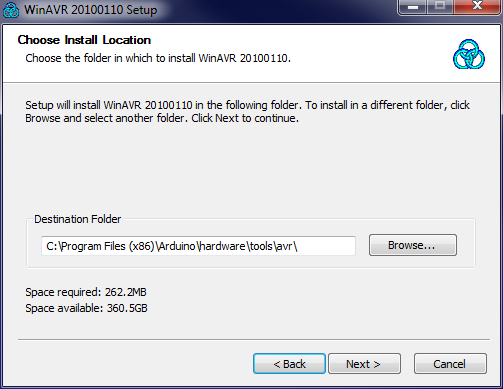 WinAVR 20100110 Setup
Choose Install Location
Choose the folder in which to install WinAVR 20100110.
Setup will install WinAVR 20100110 in the following folder. To install in a different folder, click
Browse and select another folder. Click Next to continue.
Destination Folder
C:\Program Files (x86)\Arduino\hardware\tools\avr\
Browse...
Space required: 262.2MB
Space available: 360.5GB
< Back
Next >
Cancel